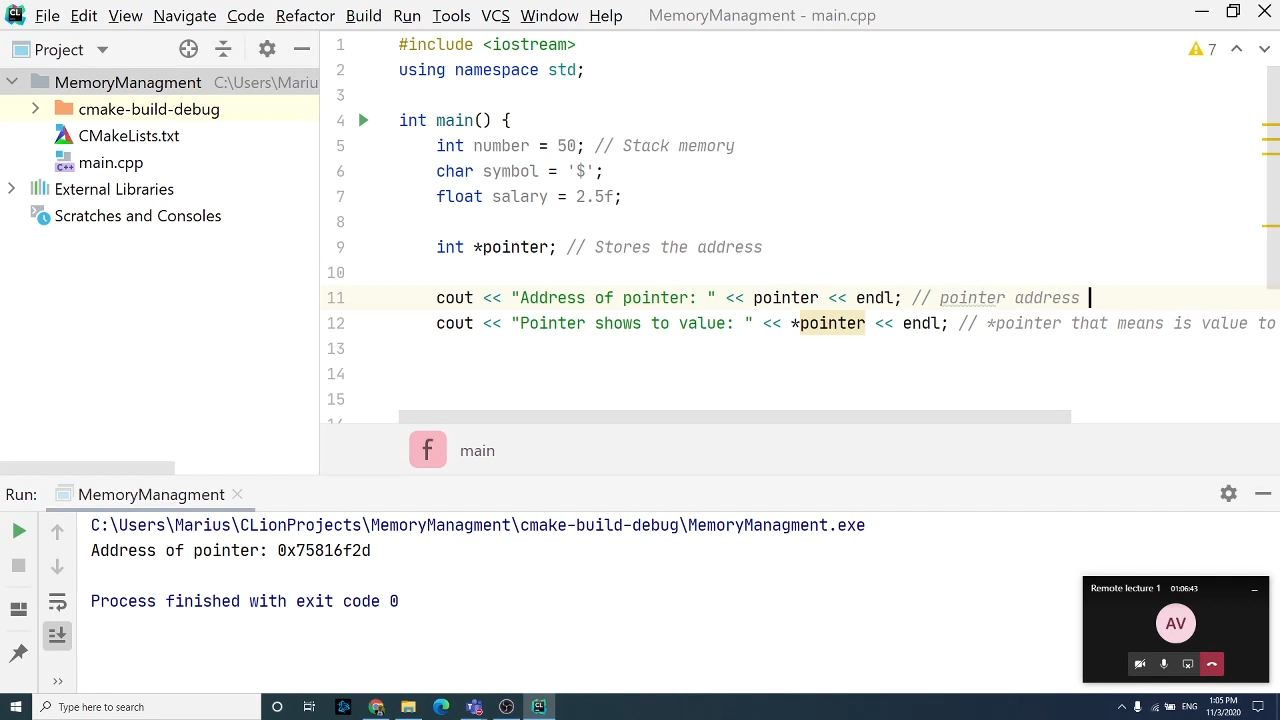 File Edit View Navigate Code Refactor Build Run Tools VCS Window Help MemoryManagment - main.cpp
Project
MemoryManagment C:\Users\Mariu
cmake-build-debug
CMakeLists.txt
main.cpp
External Libraries
Scratches and Consoles
1 #include <iostream>
2 using namespace std;
3
4 int main() {
5 int number = 50; // Stack memory
6 char symbol = '$';
7 float salary = 2.5f;
8
9 int *pointer; // Stores the address
10
11 cout << "Address of pointer: " << pointer << endl; // pointer address
12 cout << "Pointer shows to value: " << *pointer << endl; // *pointer that means is value to
13
14
15
7
f main
Run: MemoryManagment
C:\Users\Marius\CLionProjects\MemoryManagment\cmake-build-debug\MemoryManagment.exe
Address of pointer: 0x75816f2d
Process finished with exit code 0
Remote lecture 1 01:06:43
AV
Type here to search
ENG
1:05 PM
11/3/2020